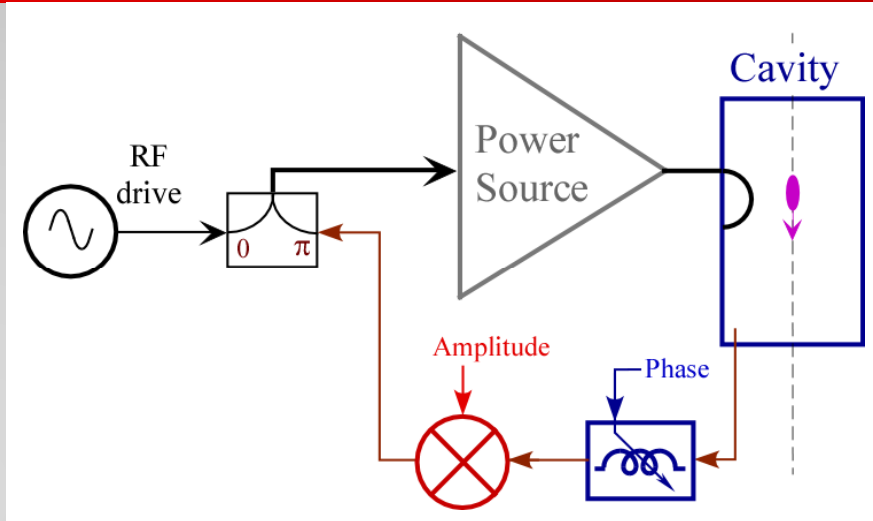 Cavity
Power
Source
RF
drive
0 π
Amplitude
Phase